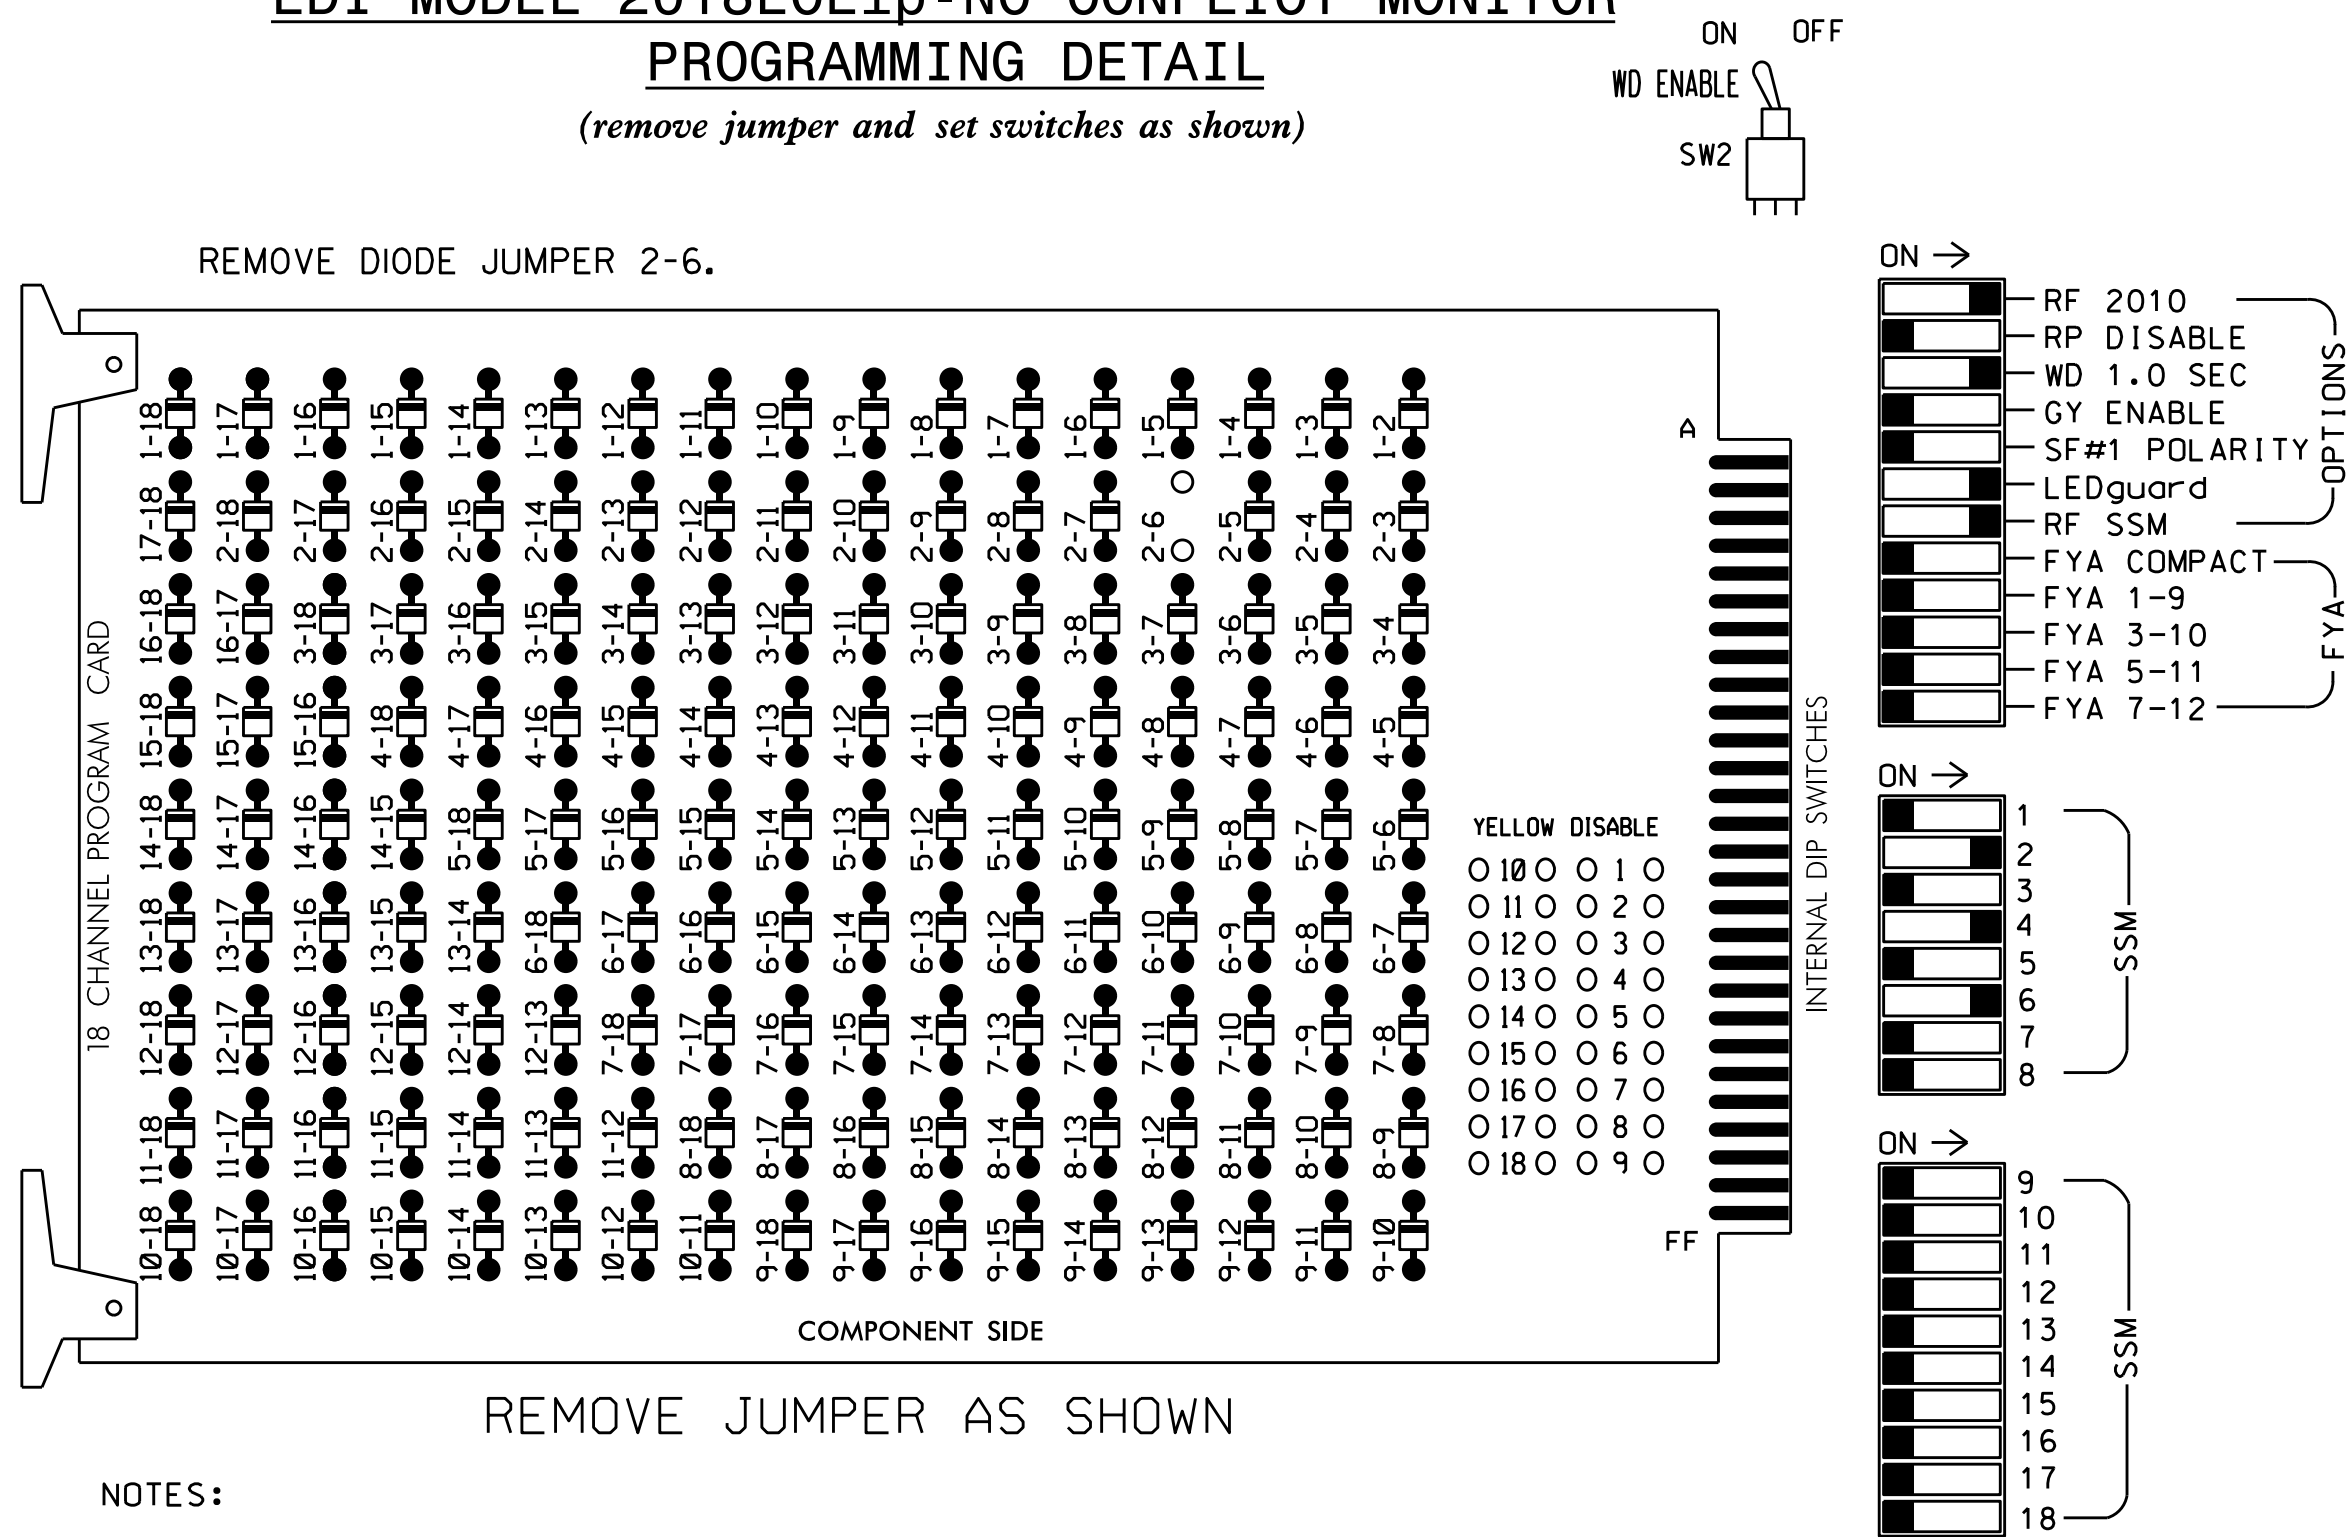 EDI MODEL 2018ECLip-NC CONFLICT MONITOR
PROGRAMMING DETAIL
(remove jumper and set switches as shown)
ON OFF
WD ENABLE
SW2
REMOVE DIODE JUMPER 2-6.
18 CHANNEL PROGRAM CARD
1-18 1-17 1-16 1-15 1-14 1-13 1-12 1-11 1-10 1-9 1-8 1-7 1-6 1-5 1-4 1-3 1-2
17-18 2-18 2-17 2-16 2-15 2-14 2-13 2-12 2-11 2-10 2-9 2-8 2-7 2-6 2-5 2-4 2-3
16-18 16-17 3-18 3-17 3-16 3-15 3-14 3-13 3-12 3-11 3-10 3-9 3-8 3-7 3-6 3-5 3-4
15-18 15-17 15-16 4-18 4-17 4-16 4-15 4-14 4-13 4-12 4-11 4-10 4-9 4-8 4-7 4-6 4-5
14-18 14-17 14-16 14-15 5-18 5-17 5-16 5-15 5-14 5-13 5-12 5-11 5-10 5-9 5-8 5-7 5-6
13-18 13-17 13-16 13-15 13-14 6-18 6-17 6-16 6-15 6-14 6-13 6-12 6-11 6-10 6-9 6-8 6-7
12-18 12-17 12-16 12-15 12-14 12-13 7-18 7-17 7-16 7-15 7-14 7-13 7-12 7-11 7-10 7-9 7-8
11-18 11-17 11-16 11-15 11-14 11-13 11-12 8-18 8-17 8-16 8-15 8-14 8-13 8-12 8-11 8-10 8-9
10-18 10-17 10-16 10-15 10-14 10-13 10-12 10-11 9-18 9-17 9-16 9-15 9-14 9-13 9-12 9-11 9-10
COMPONENT SIDE
YELLOW DISABLE
10 1
11 2
12 3
13 4
14 5
15 6
16 7
17 8
18 9
A
FF
INTERNAL DIP SWITCHES
ON
RF 2010
RP DISABLE
WD 1.0 SEC
GY ENABLE
SF#1 POLARITY
LEDguard
RF SSM
OPTIONS
FYA COMPACT
FYA 1-9
FYA 3-10
FYA 5-11
FYA 7-12
FYA
ON
1
2
3
4
5
6
7
8
SSM
ON
9
10
11
12
13
14
15
16
17
18
SSM
REMOVE JUMPER AS SHOWN
NOTES: